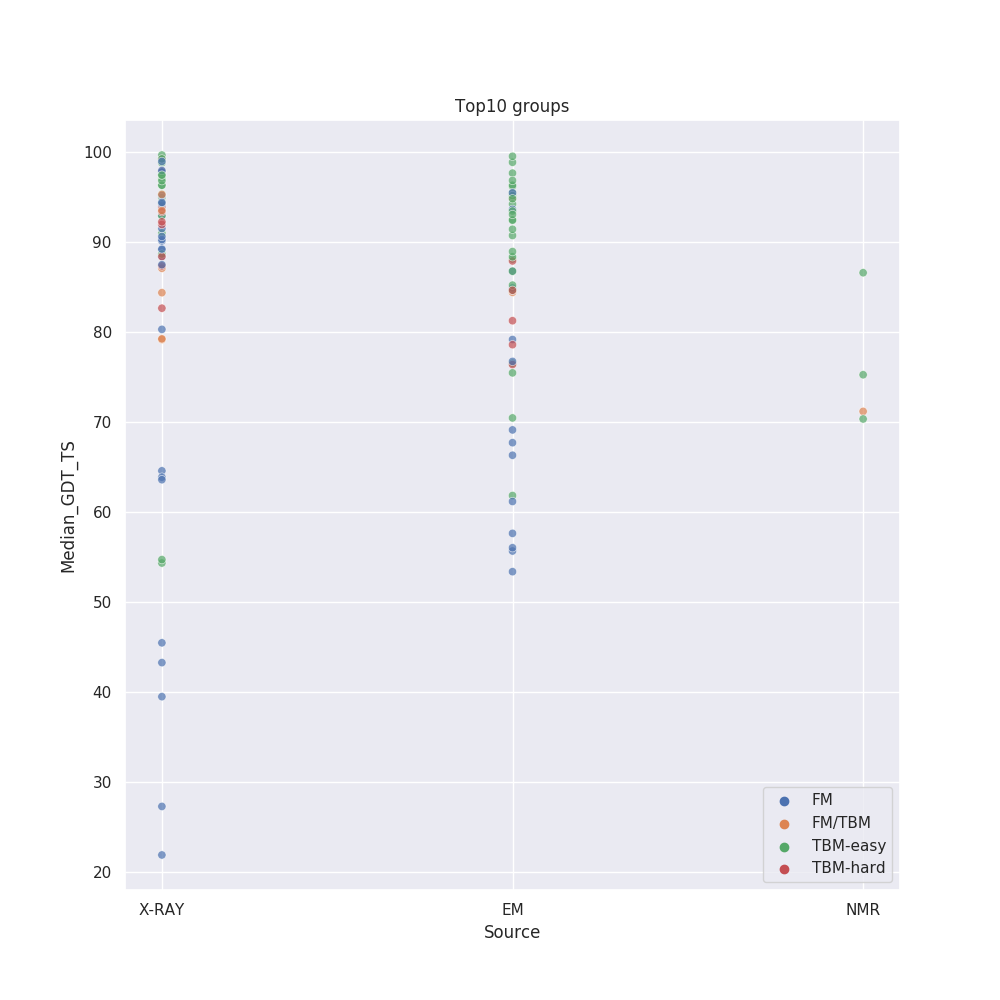 Top10 groups
100
90
80
70
60
50
40
30
20
Median_GDT_TS
X-RAY
EM
NMR
Source
FM
FM/TBM
TBM-easy
TBM-hard